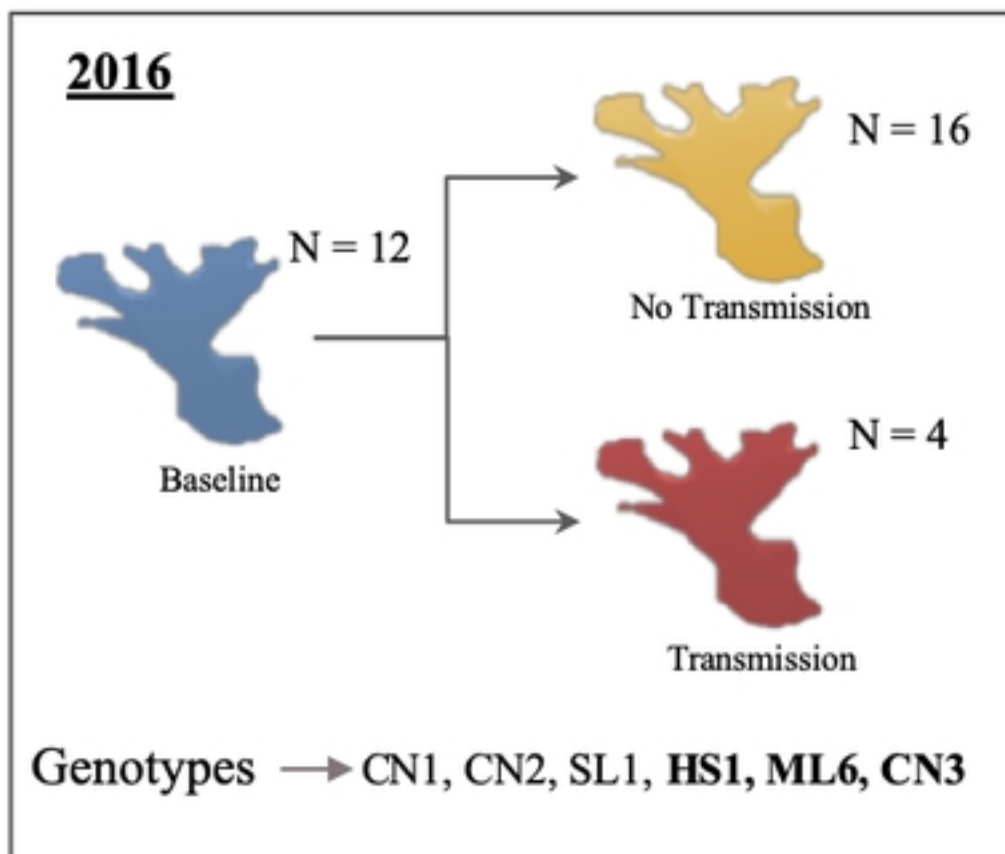 2016
N = 12
Baseline
N = 16
No Transmission
N = 4
Transmission
Genotypes CN1, CN2, SL1, HS1, ML6, CN3